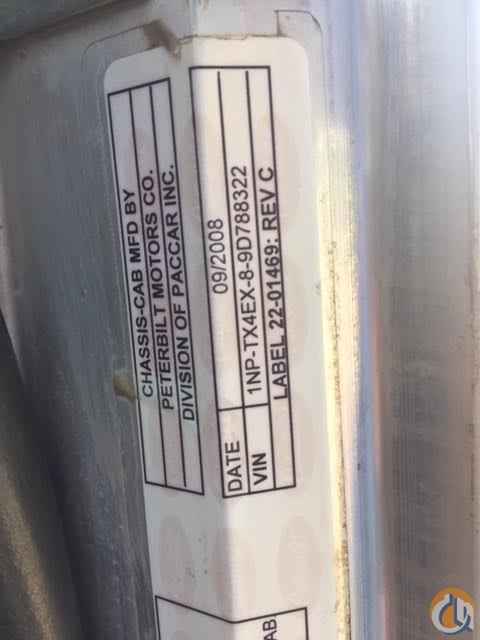 CHASSIS-CAB MFD BY
PETERBILT MOTORS CO.
DIVISION OF PACCAR INC.
DATE 09/2008
VIN 1NP-TX4EX-8-9D788322
LABEL 22-01469: REV C
AB